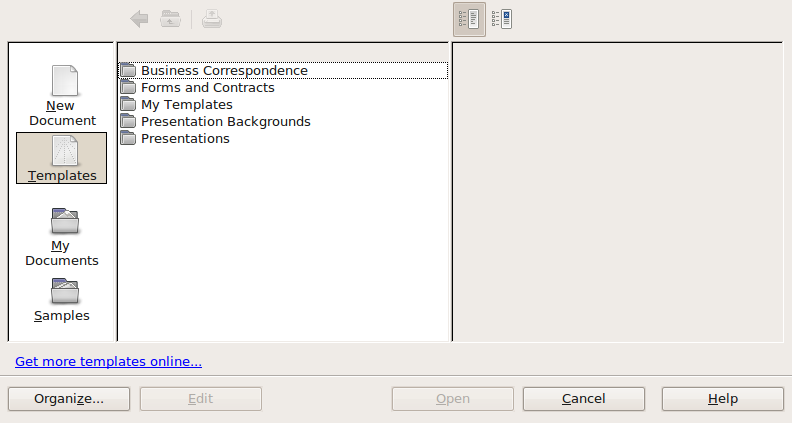 New
Document
Templates
My
Documents
Samples
Business Correspondence
Forms and Contracts
My Templates
Presentation Backgrounds
Presentations
Get more templates online...
Organize...
Edit
Open
Cancel
Help